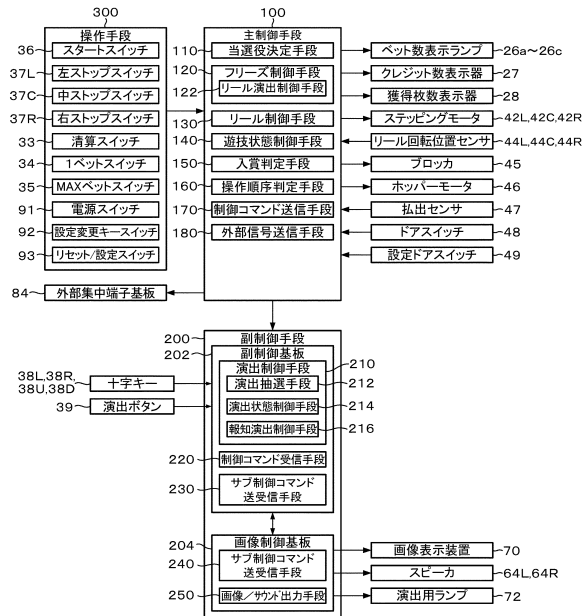 300
操作手段
36
スタートスイッチ
37L
左ストップスイッチ
37C
中ストップスイッチ
37R
右ストップスイッチ
33
清算スイッチ
34
1ベットスイッチ
35
MAXベットスイッチ
91
電源スイッチ
92
設定変更キースイッチ
93
リセット/設定スイッチ
84
外部集中端子基板
100
主制御手段
110
当選役決定手段
120
フリーズ制御手段
122
リール演出制御手段
130
リール制御手段
140
遊技状態制御手段
150
入賞判定手段
160
操作順序判定手段
170
制御コマンド送信手段
180
外部信号送信手段
ベット数表示ランプ
26a～26c
クレジット数表示器
27
獲得枚数表示器
28
ステッピングモータ
42L,42C,42R
リール回転位置センサ
44L,44C,44R
ブロッカ
45
ホッパーモータ
46
払出センサ
47
ドアスイッチ
48
設定ドアスイッチ
49
200
副制御手段
202
副制御基板
演出制御手段
210
演出抽選手段
212
演出状態制御手段
214
報知演出制御手段
216
220
制御コマンド受信手段
230
サブ制御コマンド
送受信手段
38L,38R,
38U,38D
十字キー
39
演出ボタン
204
画像制御基板
240
サブ制御コマンド
送受信手段
250
画像/サウンド出力手段
画像表示装置
70
スピーカ
64L,64R
演出用ランプ
72